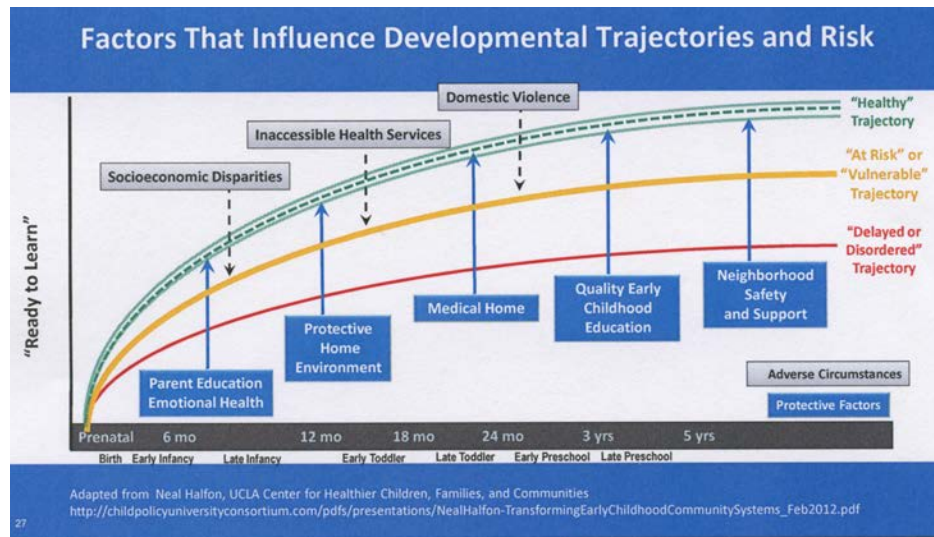 Factors That Influence Developmental Trajectories and Risk
Domestic Violence
Inaccessible Health Services
Socioeconomic Disparities
"Healthy"
Trajectory
"At Risk" or
"Vulnerable"
Trajectory
"Delayed or
Disordered"
Trajectory
"Ready to Learn"
Parent Education
Emotional Health
Protective
Home
Environment
Medical Home
Quality Early
Childhood
Education
Neighborhood
Safety
and Support
Adverse Circumstances
Protective Factors
Prenatal 6 mo 12 mo 18 mo 24 mo 3 yrs 5 yrs
Birth Early Infancy Late Infancy Early Toddler Late Toddler Early Preschool Late Preschool
Adapted from Neal Halfon, UCLA Center for Healthier Children, Families, and Communities
http://childpolicyuniversityconsortium.com/pdfs/presentations/NealHalfon-TransformingEarlyChildhoodCommunitySystems_Feb2012.pdf
27